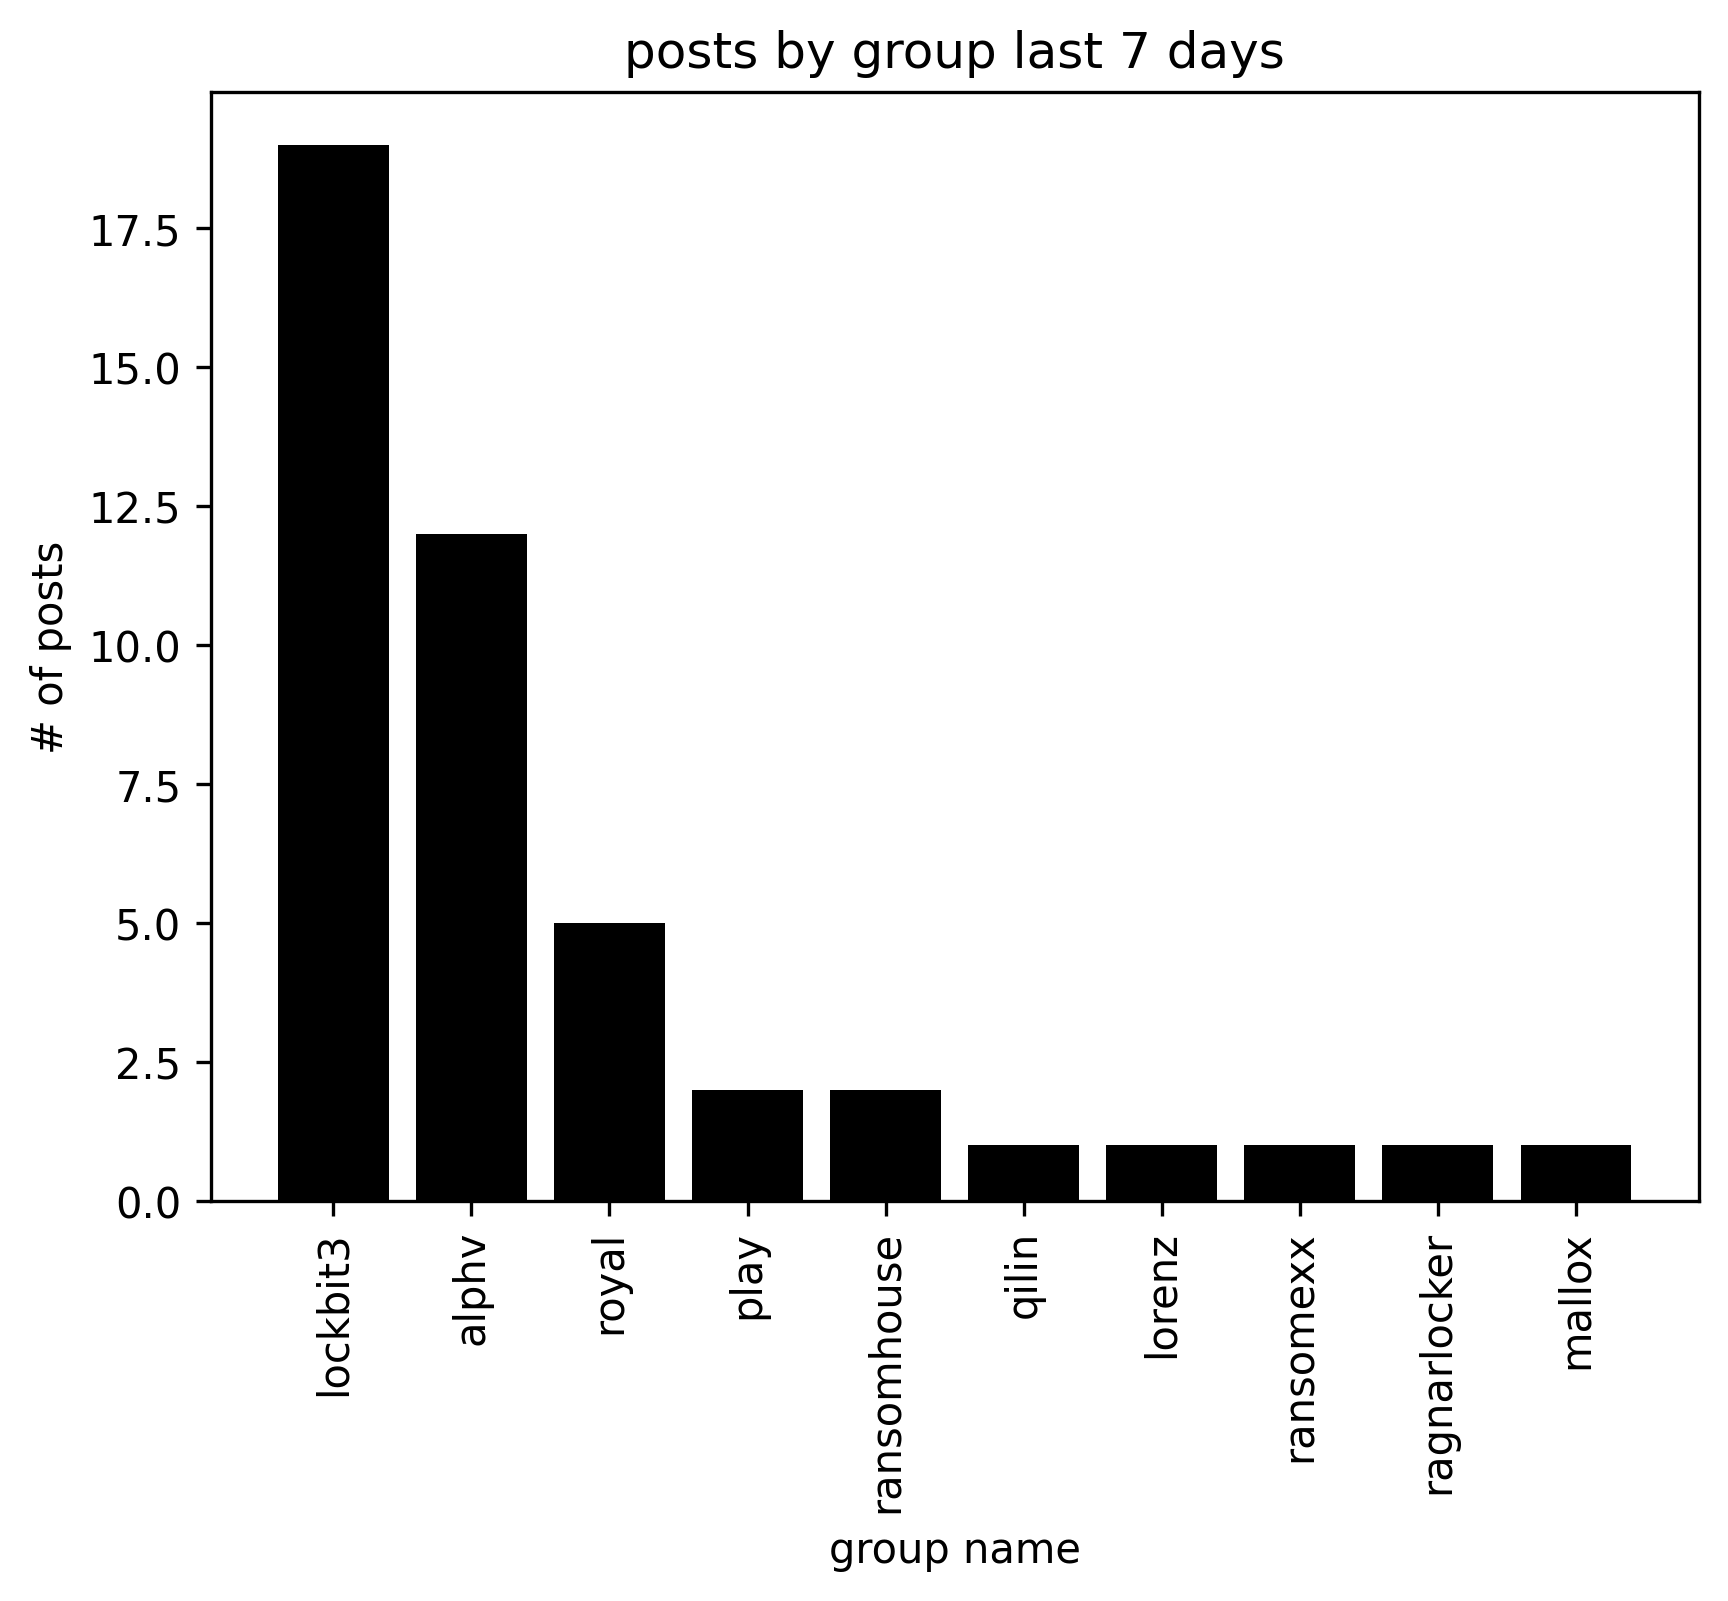 posts by group last 7 days
# of posts
17.5
15.0
12.5
10.0
7.5
5.0
2.5
0.0
lockbit3
alphv
royal
play
ransomhouse
qilin
lorenz
ransomexx
ragnarlocker
mallox
group name